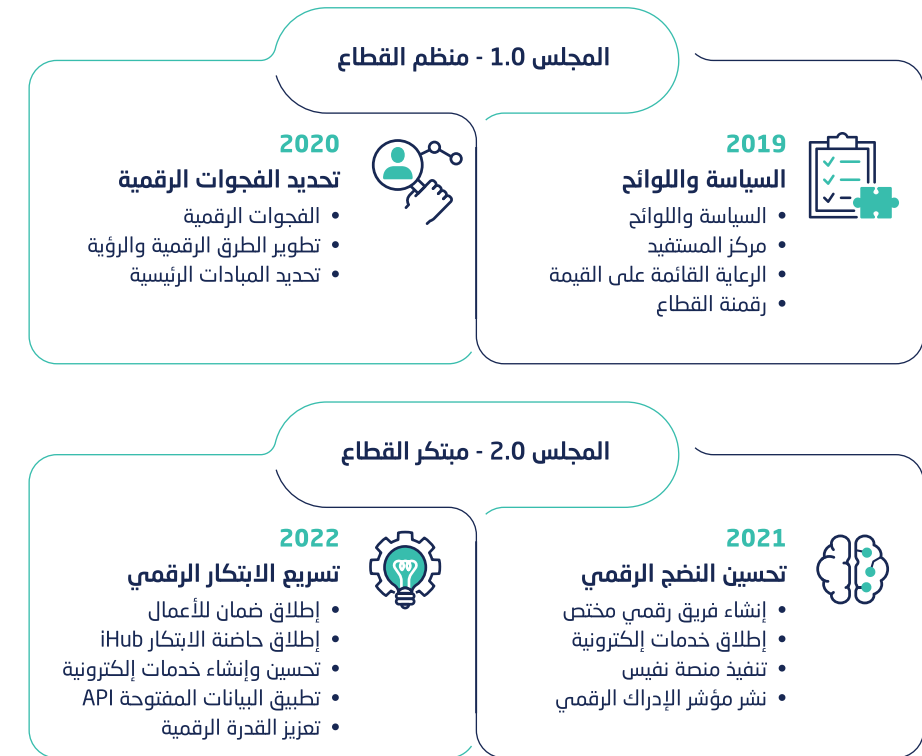 المجلس 1.0 - منظم القطاع
2019
السياسة واللوائح
• السياسة واللوائح
• مركز المستفيد
• الرعاية القائمة على القيمة
• رقمنة القطاع
2020
تحديد الفجوات الرقمية
• الفجوات الرقمية
• تطوير الطرق الرقمية والرؤية
• تحديد المبادات الرئيسية
المجلس 2.0 - مبتكر القطاع
2021
تحسين النضج الرقمي
• إنشاء فريق رقمي مختص
• إطلاق خدمات إلكترونية
• تنفيذ منصة نفيس
• نشر مؤشر الإدراك الرقمي
2022
تسريع الابتكار الرقمي
• إطلاق ضمان للأعمال
• إطلاق حاضنة الابتكار iHub
• تحسين وإنشاء خدمات إلكترونية
• تطبيق البيانات المفتوحة API
• تعزيز القدرة الرقمية